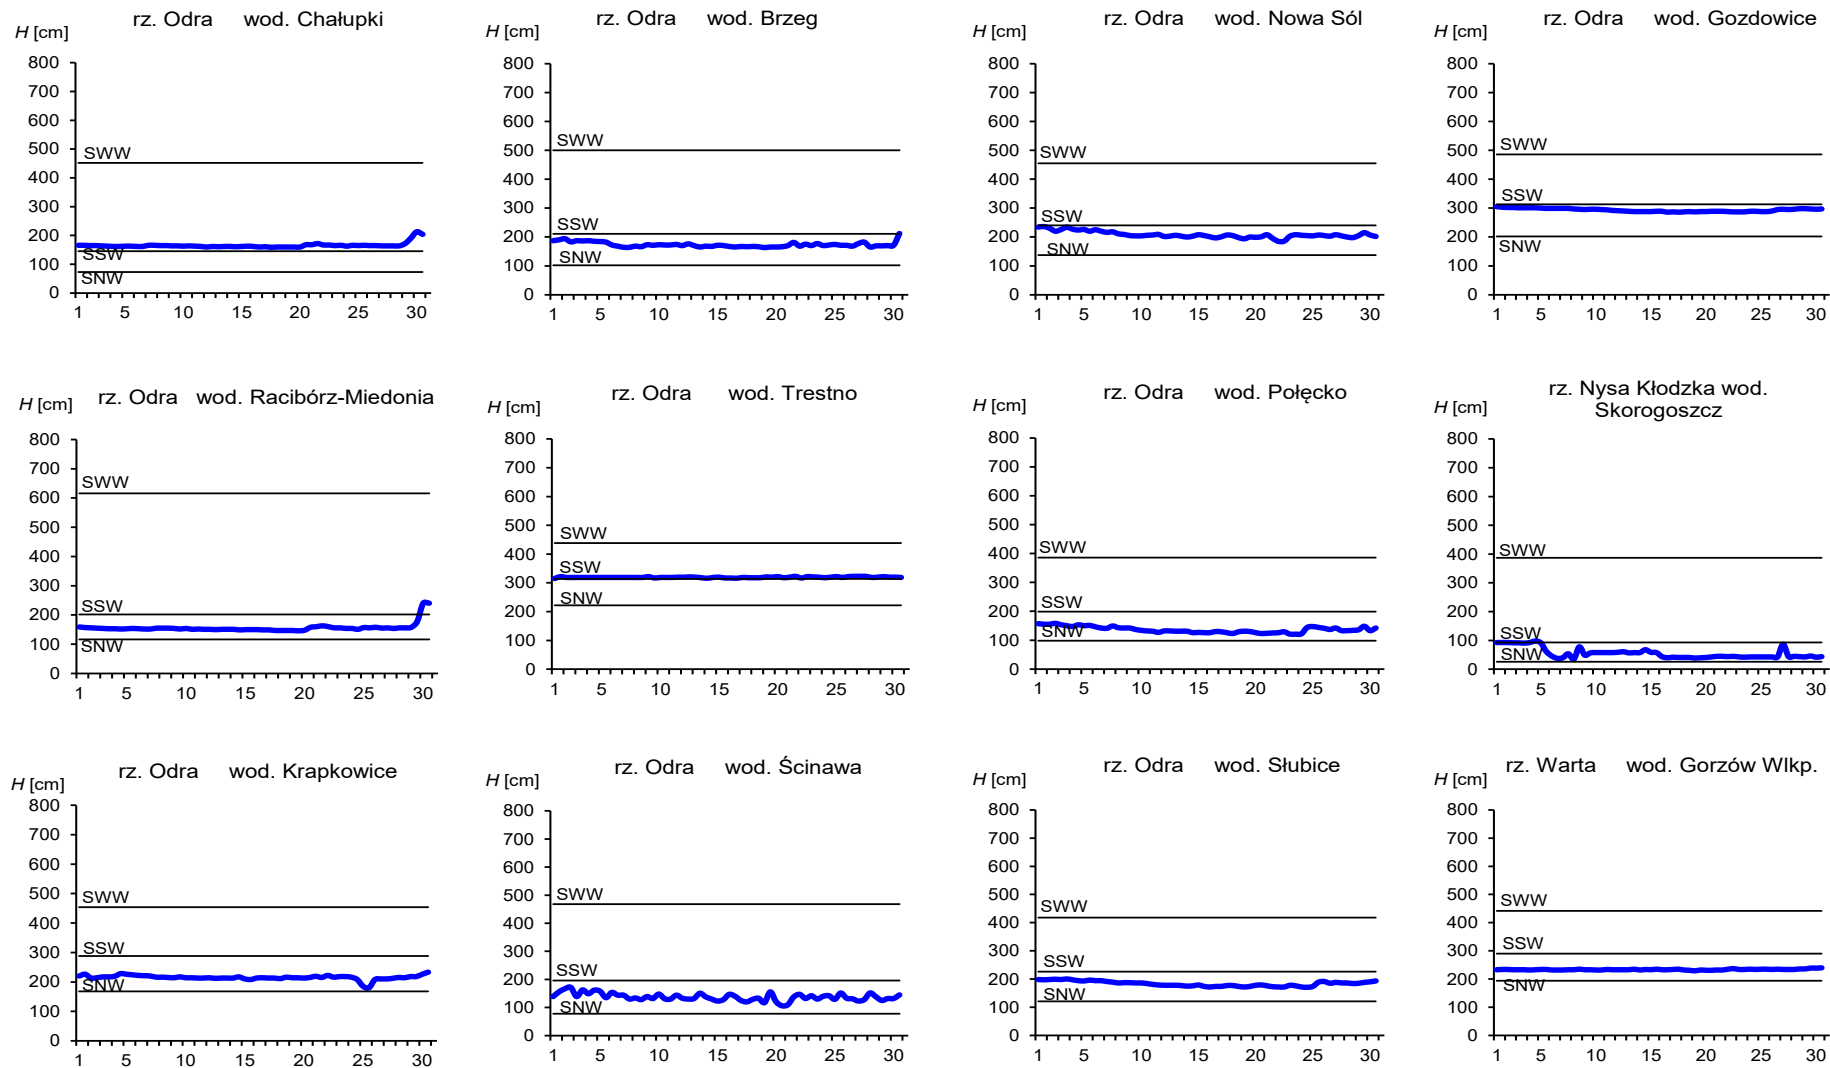 rz. Odra wod. Chałupki
H [cm]
800
700
600
500
400
300
200
100
0
SWW
SSW
SNW
1 5 10 15 20 25 30
rz. Odra wod. Brzeg
H [cm]
800
700
600
500
400
300
200
100
0
SWW
SSW
SNW
1 5 10 15 20 25 30
rz. Odra wod. Nowa Sól
H [cm]
800
700
600
500
400
300
200
100
0
SWW
SSW
SNW
1 5 10 15 20 25 30
rz. Odra wod. Gozdowice
H [cm]
800
700
600
500
400
300
200
100
0
SWW
SSW
SNW
1 5 10 15 20 25 30
rz. Odra wod. Racibórz-Miedonia
H [cm]
800
700
600
500
400
300
200
100
0
SWW
SSW
SNW
1 5 10 15 20 25 30
rz. Odra wod. Trestno
H [cm]
800
700
600
500
400
300
200
100
0
SWW
SSW
SNW
1 5 10 15 20 25 30
rz. Odra wod. Połęcko
H [cm]
800
700
600
500
400
300
200
100
0
SWW
SSW
SNW
1 5 10 15 20 25 30
rz. Nysa Kłodzka wod.
Skorogoszcz
H [cm]
800
700
600
500
400
300
200
100
0
SWW
SSW
SNW
1 5 10 15 20 25 30
rz. Odra wod. Krapkowice
H [cm]
800
700
600
500
400
300
200
100
0
SWW
SSW
SNW
1 5 10 15 20 25 30
rz. Odra wod. Ścinawa
H [cm]
800
700
600
500
400
300
200
100
0
SWW
SSW
SNW
1 5 10 15 20 25 30
rz. Odra wod. Słubice
H [cm]
800
700
600
500
400
300
200
100
0
SWW
SSW
SNW
1 5 10 15 20 25 30
rz. Warta wod. Gorzów Wlkp.
H [cm]
800
700
600
500
400
300
200
100
0
SWW
SSW
SNW
1 5 10 15 20 25 30